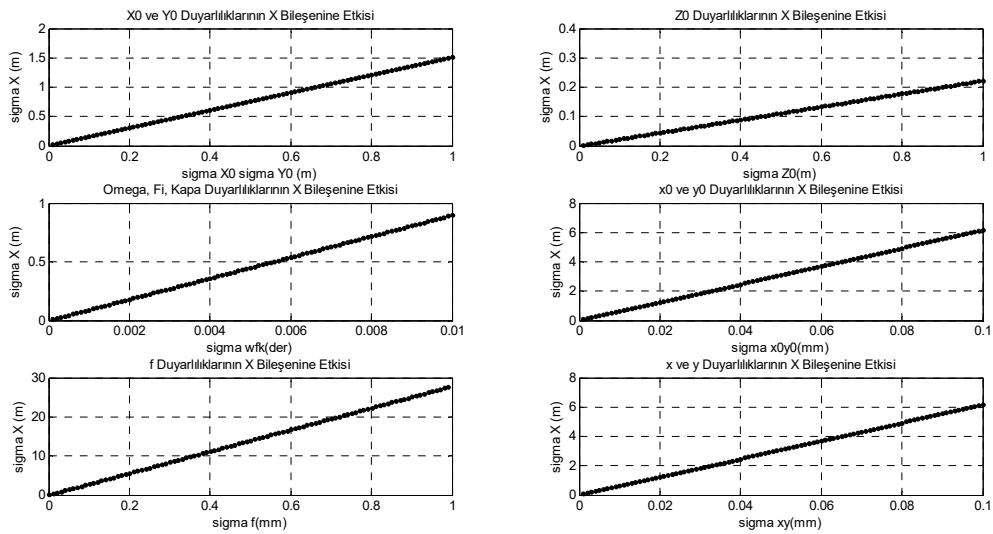 X0 ve Y0 Duyarlılıklarının X Bileşenine Etkisi
sigma X (m)
2
1.5
1
0.5
0
0 0.2 0.4 0.6 0.8 1
sigma X0 sigma Y0 (m)
Z0 Duyarlılıklarının X Bileşenine Etkisi
sigma X (m)
0.4
0.3
0.2
0.1
0
0 0.2 0.4 0.6 0.8 1
sigma Z0(m)
Omega, Fi, Kapa Duyarlılıklarının X Bileşenine Etkisi
sigma X (m)
1
0.5
0
0 0.002 0.004 0.006 0.008 0.01
sigma wfk(der)
x0 ve y0 Duyarlılıklarının X Bileşenine Etkisi
sigma X (m)
8
6
4
2
0
0 0.02 0.04 0.06 0.08 0.1
sigma x0y0(mm)
f Duyarlılıklarının X Bileşenine Etkisi
sigma X (m)
30
20
10
0
0 0.2 0.4 0.6 0.8 1
sigma f(mm)
x ve y Duyarlılıklarının X Bileşenine Etkisi
sigma X (m)
8
6
4
2
0
0 0.02 0.04 0.06 0.08 0.1
sigma xy(mm)